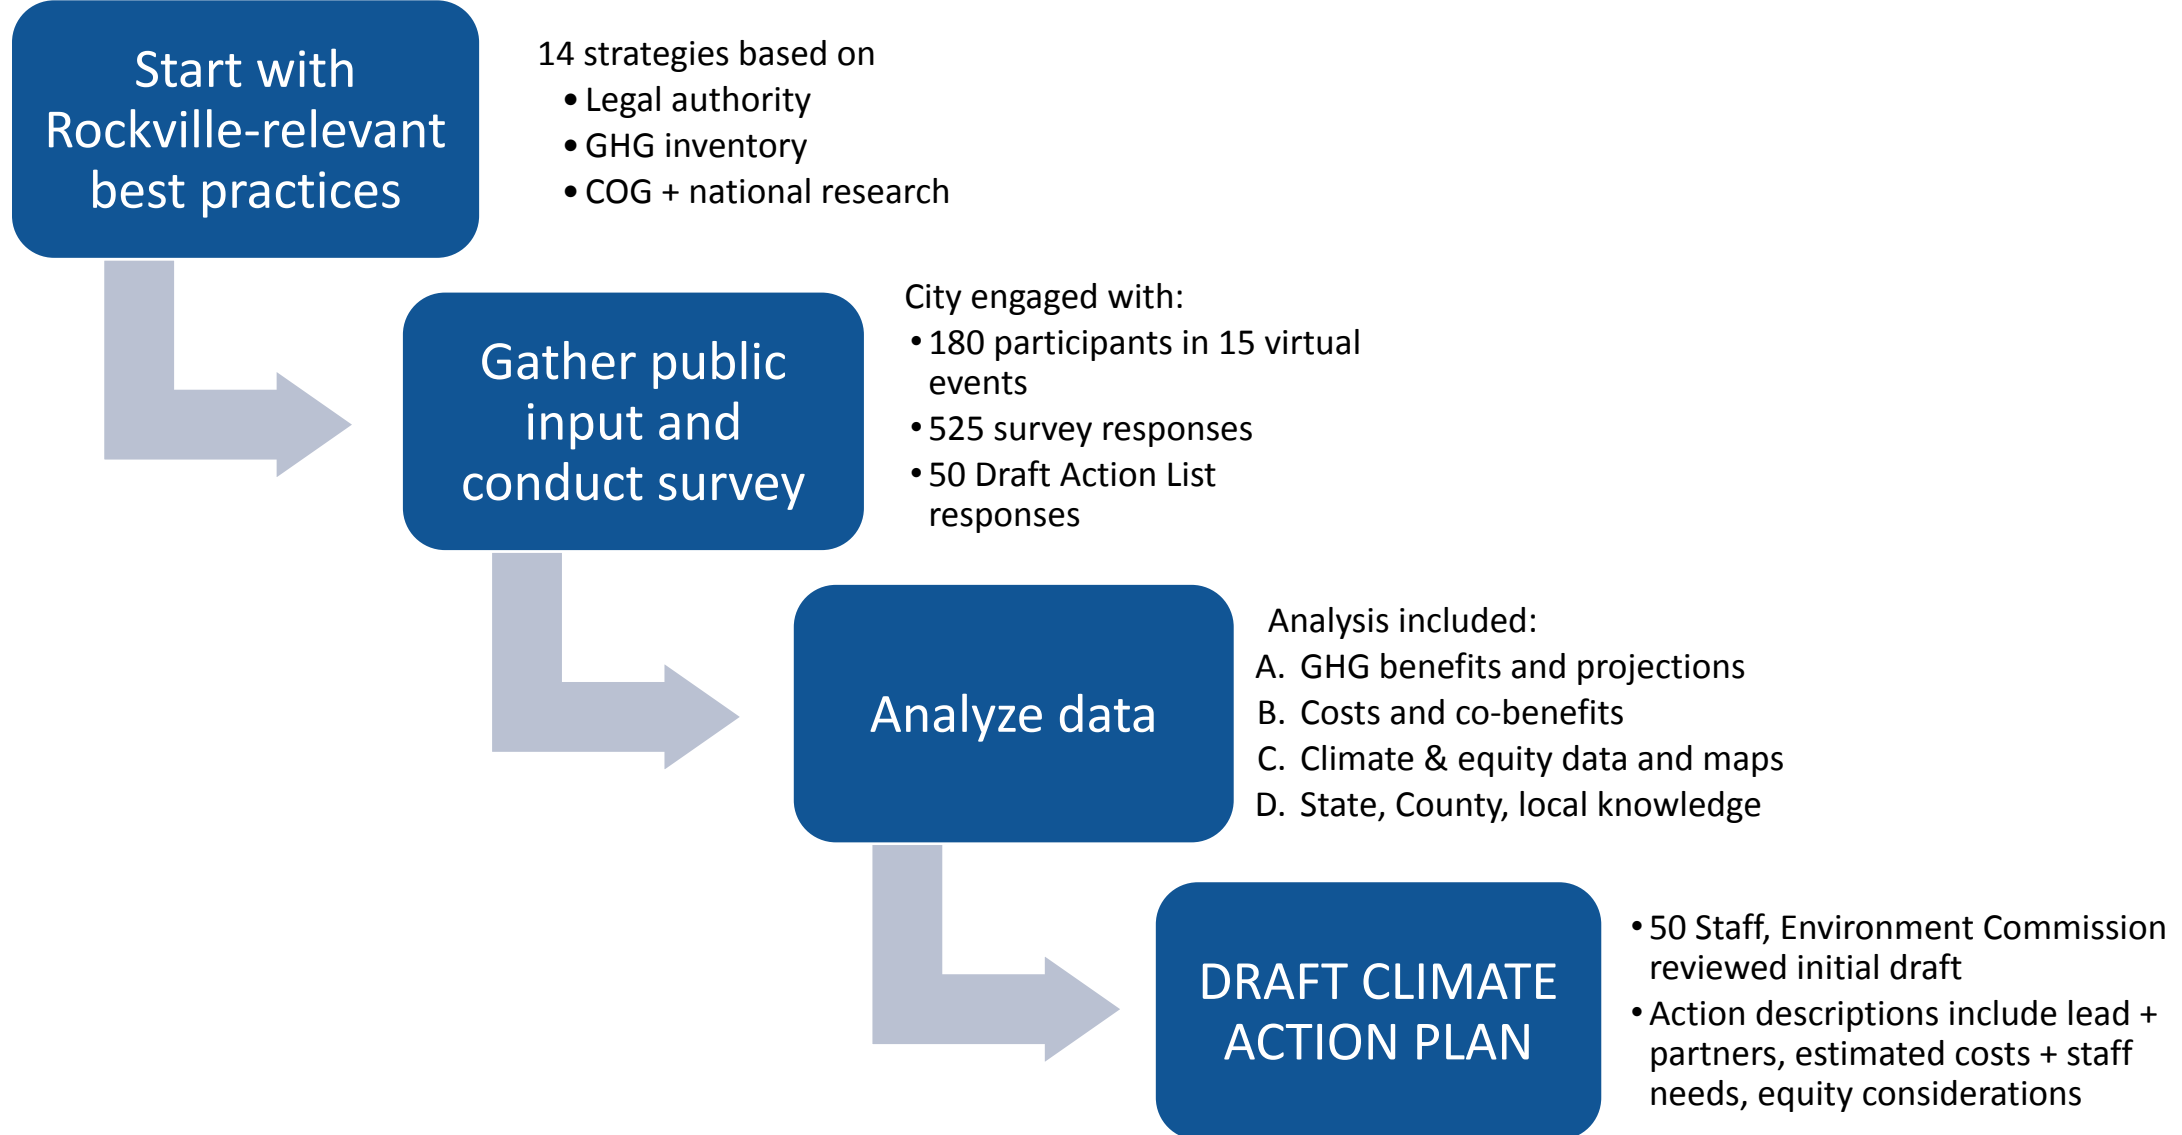 Start with
Rockville-relevant
best practices
14 strategies based on
• Legal authority
• GHG inventory
• COG + national research
Gather public
input and
conduct survey
City engaged with:
• 180 participants in 15 virtual
events
• 525 survey responses
• 50 Draft Action List
responses
Analyze data
Analysis included:
A. GHG benefits and projections
B. Costs and co-benefits
C. Climate & equity data and maps
D. State, County, local knowledge
DRAFT CLIMATE
ACTION PLAN
• 50 Staff, Environment Commission
reviewed initial draft
• Action descriptions include lead +
partners, estimated costs + staff
needs, equity considerations